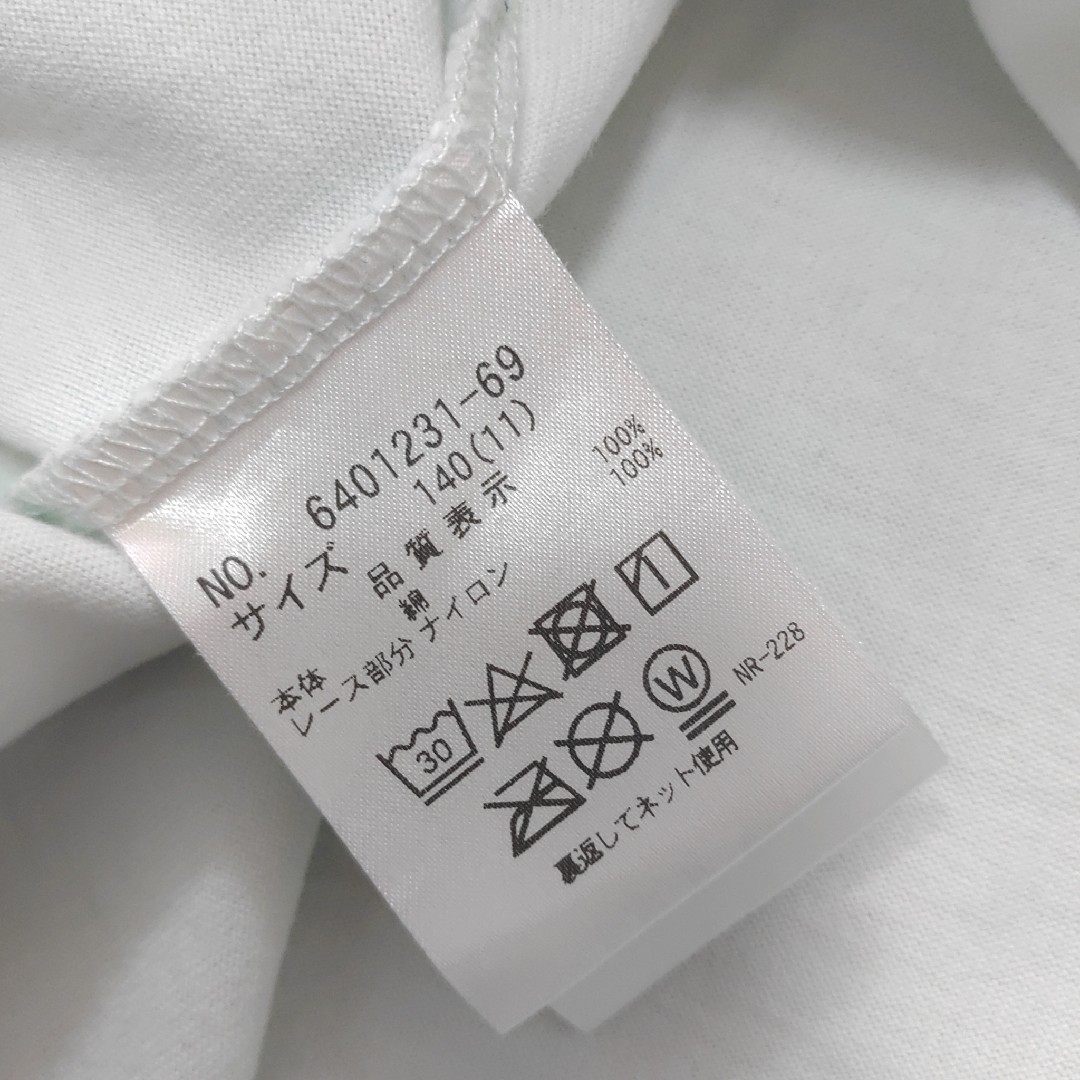 NO. 6401231-69
サイズ 140(11)
品質表示
本体 綿 100%
レース部分 ナイロン 100%
30
1
W
NR-228
裏返してネット使用